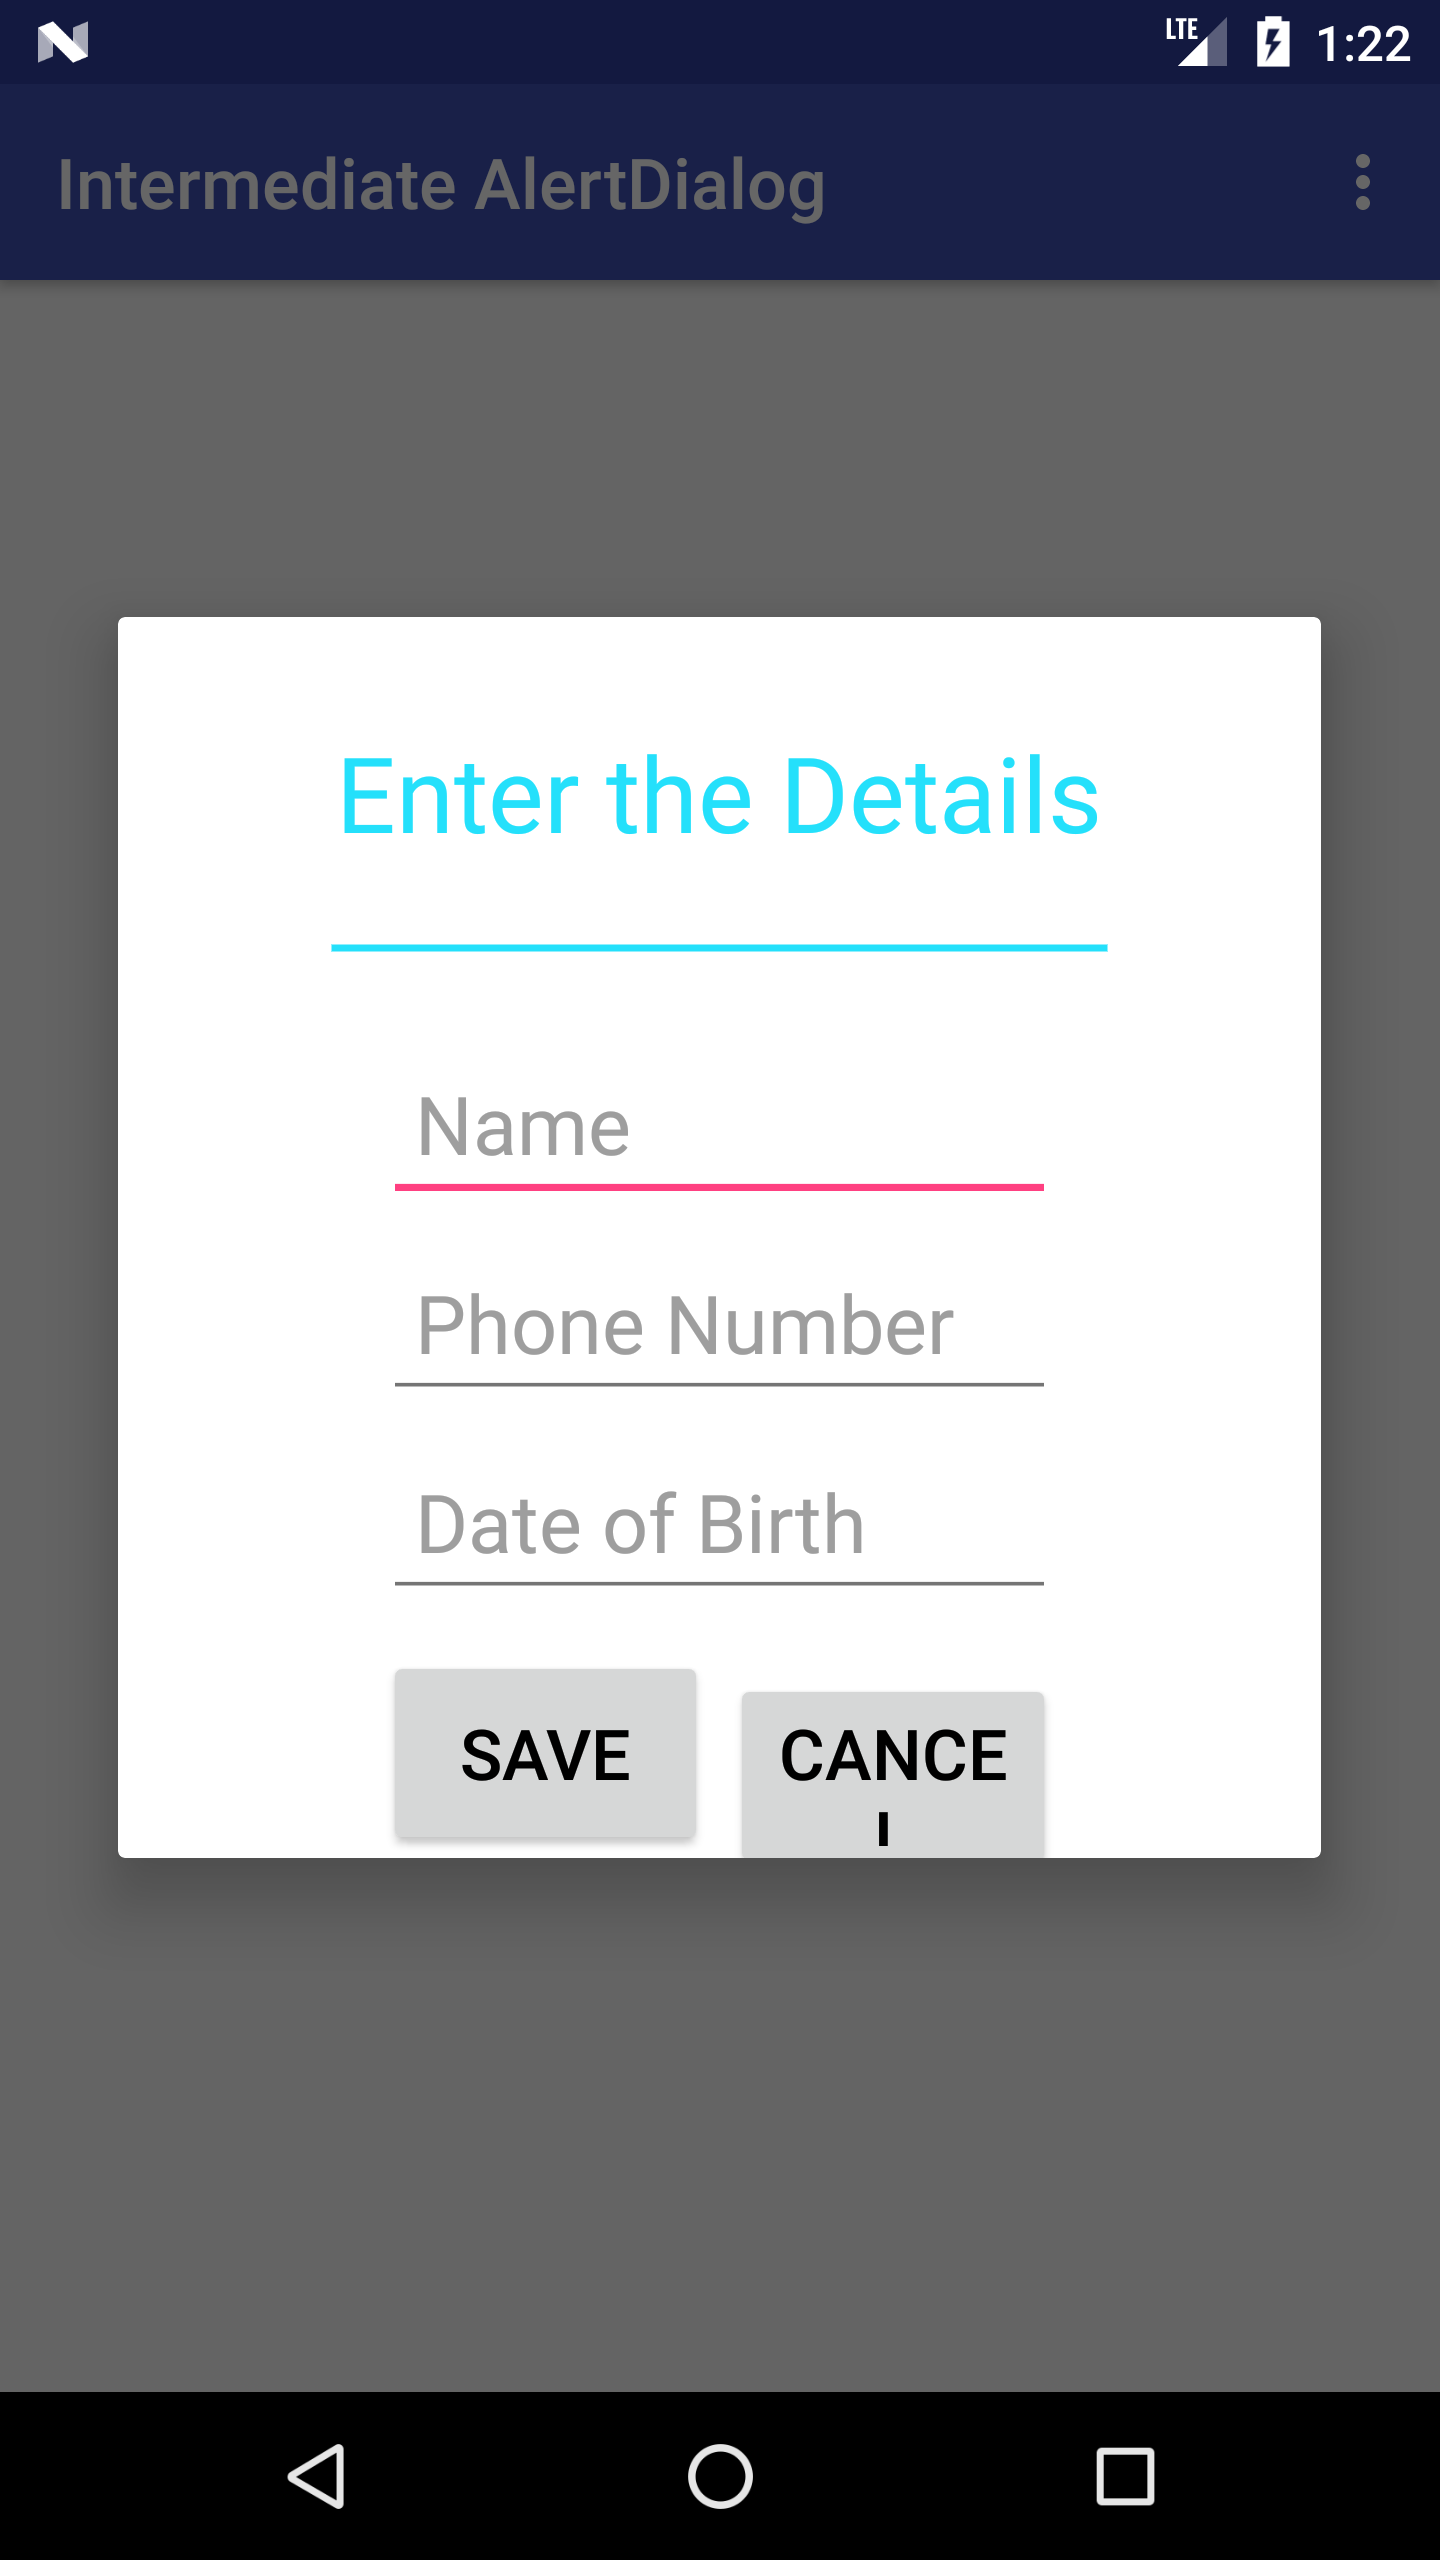 LTE 1:22
Intermediate AlertDialog
Enter the Details
Name
Phone Number
Date of Birth
SAVE
CANCE